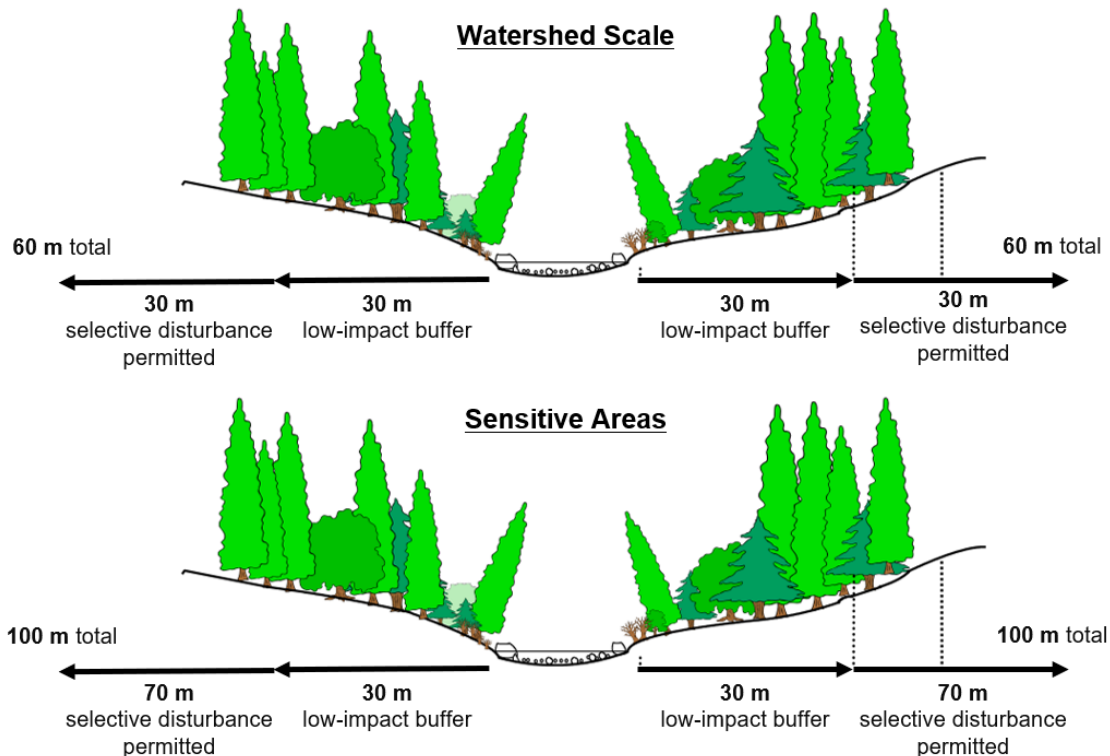 Watershed Scale
60 m total
60 m total
30 m
selective disturbance
permitted
30 m
low-impact buffer
30 m
low-impact buffer
30 m
selective disturbance
permitted
Sensitive Areas
100 m total
100 m total
70 m
selective disturbance
permitted
30 m
low-impact buffer
30 m
low-impact buffer
70 m
selective disturbance
permitted